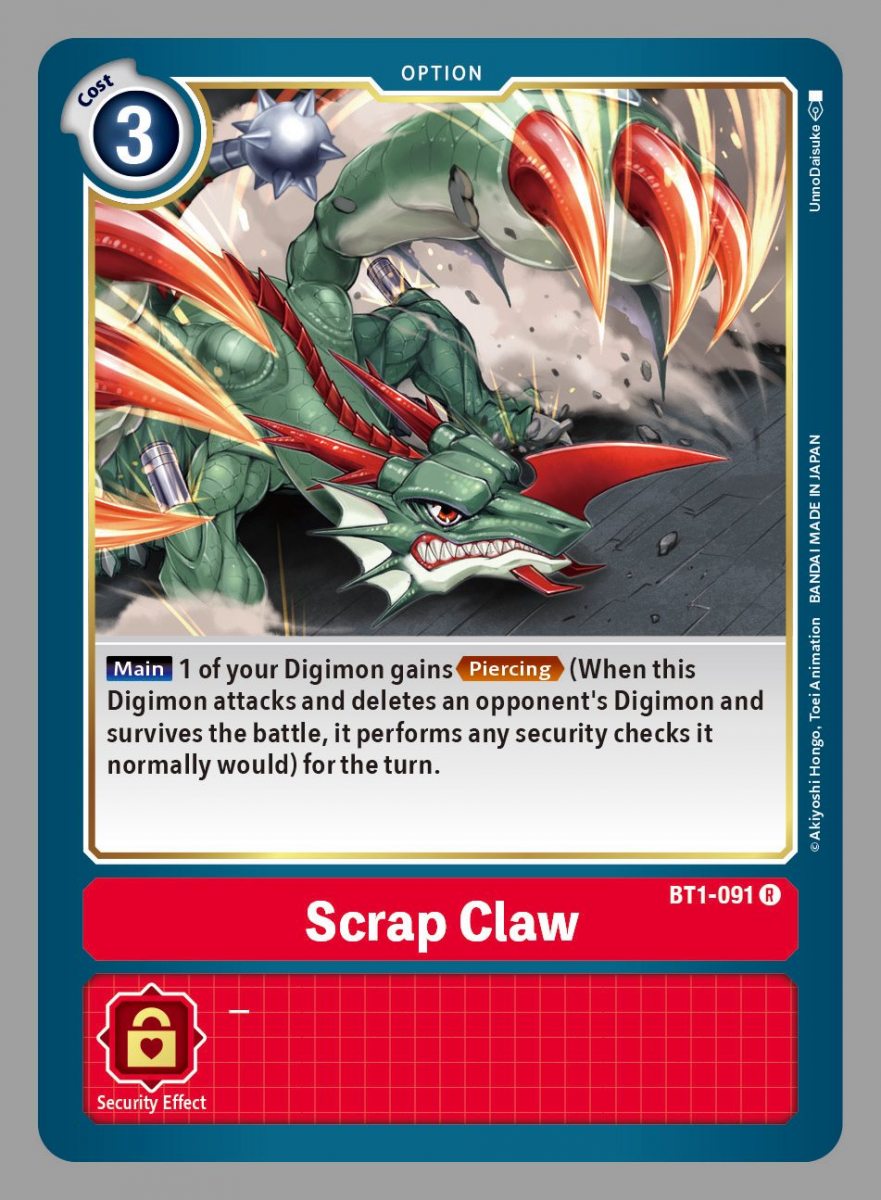 OPTION
Cost
3
UnnoDaisuke
Main 1 of your Digimon gains Piercing (When this
Digimon attacks and deletes an opponent's Digimon and
survives the battle, it performs any security checks it
normally would) for the turn.
©Akiyoshi Hongo, Toei Animation BANDAI MADE IN JAPAN
BT1-091 R
Scrap Claw
Security Effect
–